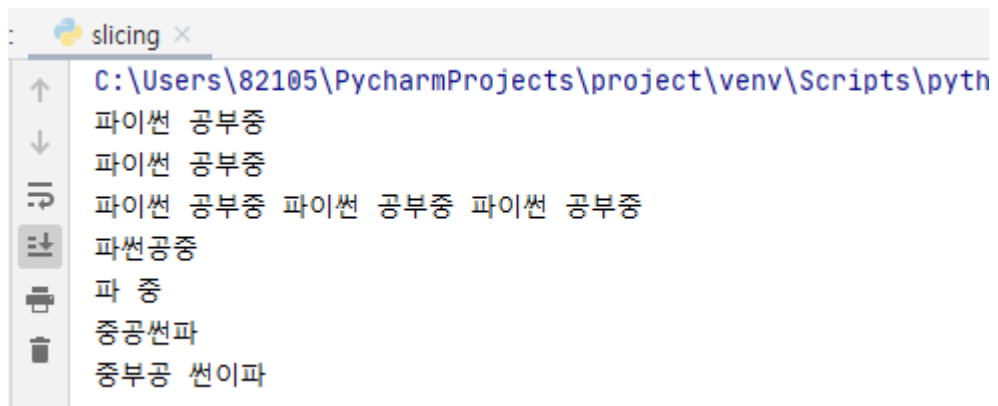 : slicing ×
C:\Users\82105\PycharmProjects\project\venv\Scripts\pyth
파이썬 공부중
파이썬 공부중
파이썬 공부중 파이썬 공부중 파이썬 공부중
파썬공중
파 중
중공썬파
중부공 썬이파